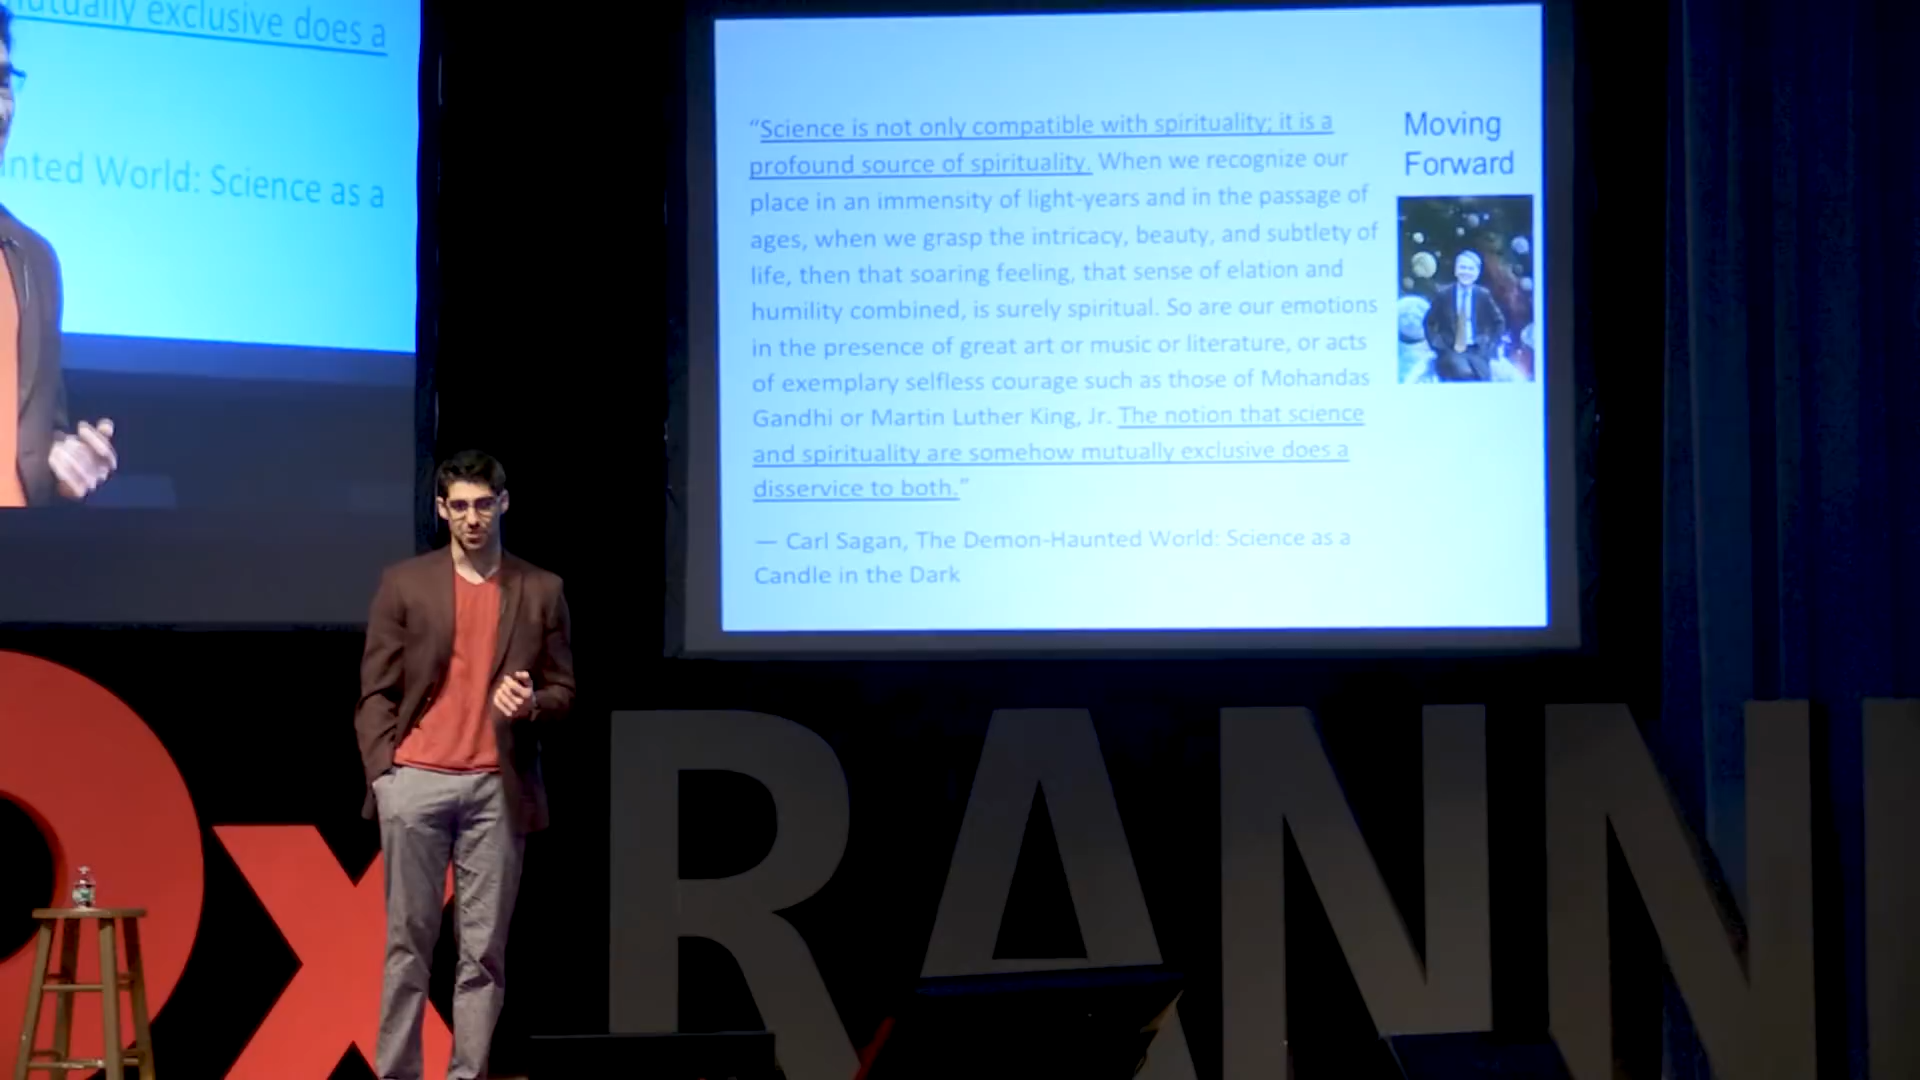 mutually exclusive does a
nted World: Science as a
“Science is not only compatible with spirituality; it is a
profound source of spirituality. When we recognize our
place in an immensity of light-years and in the passage of
ages, when we grasp the intricacy, beauty, and subtlety of
life, then that soaring feeling, that sense of elation and
humility combined, is surely spiritual. So are our emotions
in the presence of great art or music or literature, or acts
of exemplary selfless courage such as those of Mohandas
Gandhi or Martin Luther King, Jr. The notion that science
and spirituality are somehow mutually exclusive does a
disservice to both.”
— Carl Sagan, The Demon-Haunted World: Science as a
Candle in the Dark
Moving
Forward
Dx RANN